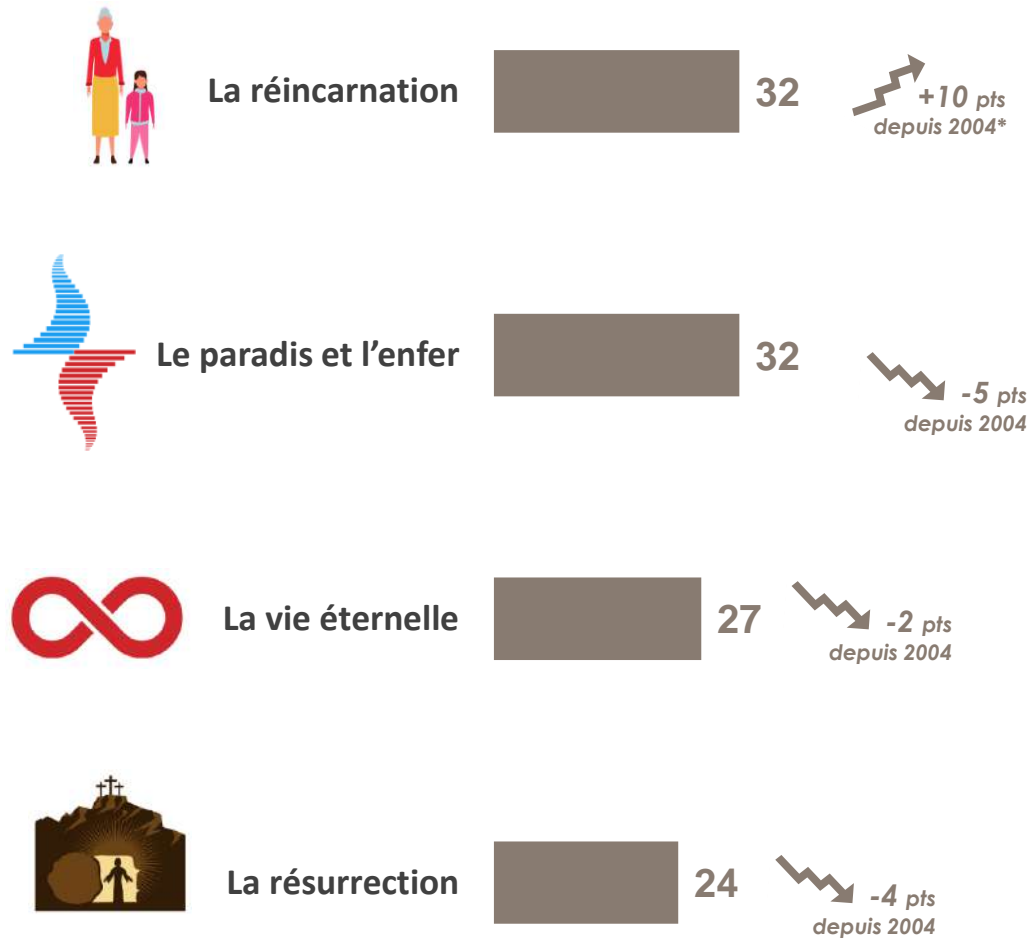 La réincarnation
32
+10 pts
depuis 2004*
Le paradis et l’enfer
32
-5 pts
depuis 2004
La vie éternelle
27
-2 pts
depuis 2004
La résurrection
24
-4 pts
depuis 2004